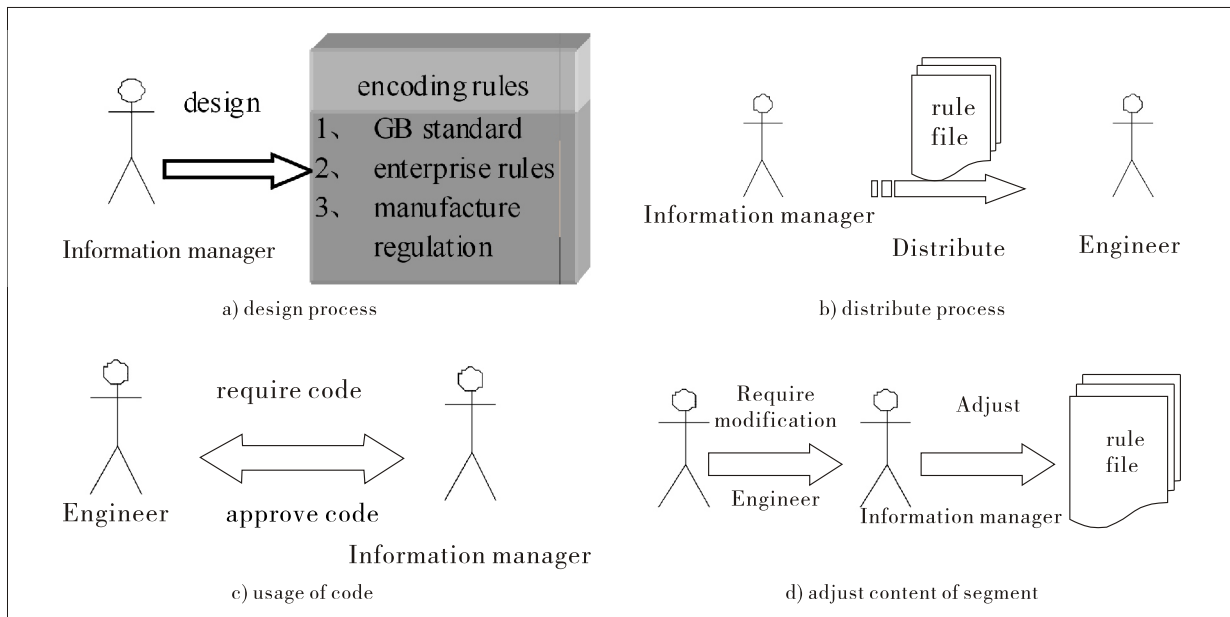 design
encoding rules
1、 GB standard
2、 enterprise rules
3、 manufacture
regulation
Information manager
a) design process
rule
file
Information manager
Distribute
Engineer
b) distribute process
require code
approve code
Engineer
Information manager
c) usage of code
Require
modification
Engineer
Adjust
Information manager
rule
file
d) adjust content of segment